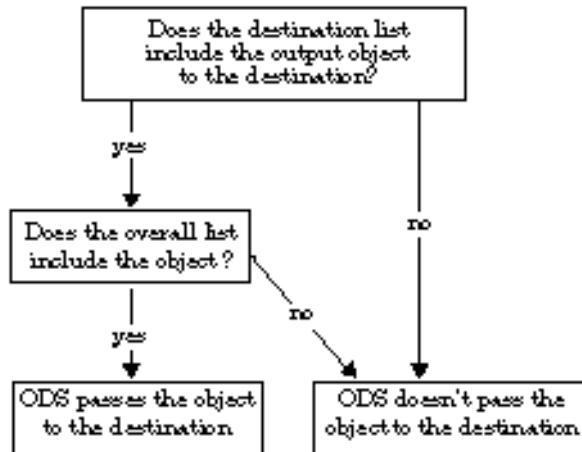 Does the destination list
include the output object
to the destination?
yes
no
Does the overall list
include the object?
yes
no
ODS passes the object
to the destination
ODS doesn't pass the
object to the destination